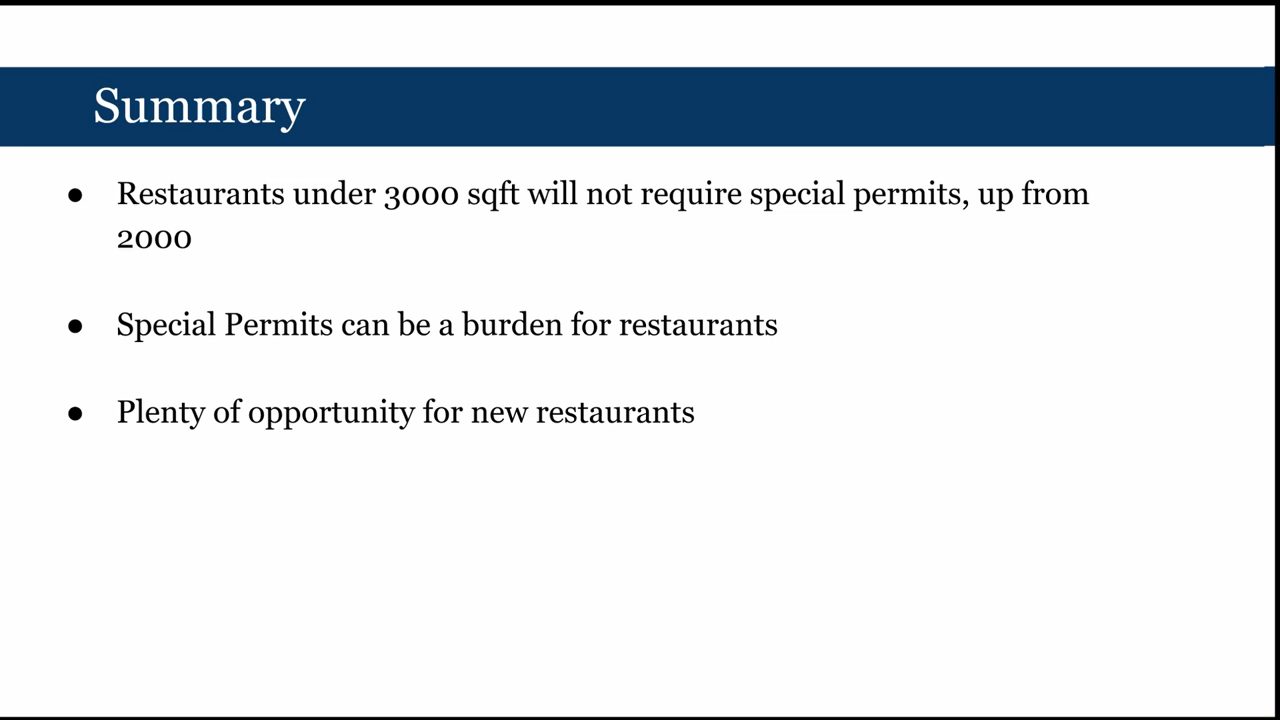 Summary
● Restaurants under 3000 sqft will not require special permits, up from
2000
● Special Permits can be a burden for restaurants
● Plenty of opportunity for new restaurants